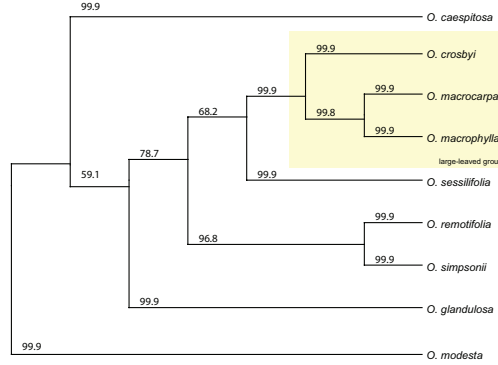 99.9
O. caespitosa
99.9
O. crosbyi
99.9
99.9
O. macrocarpa
68.2
99.8
99.9
O. macrophylla
78.7
large-leaved grou
59.1
99.9
O. sessilifolia
99.9
O. remotifolia
96.8
99.9
O. simpsonii
99.9
O. glandulosa
99.9
O. modesta